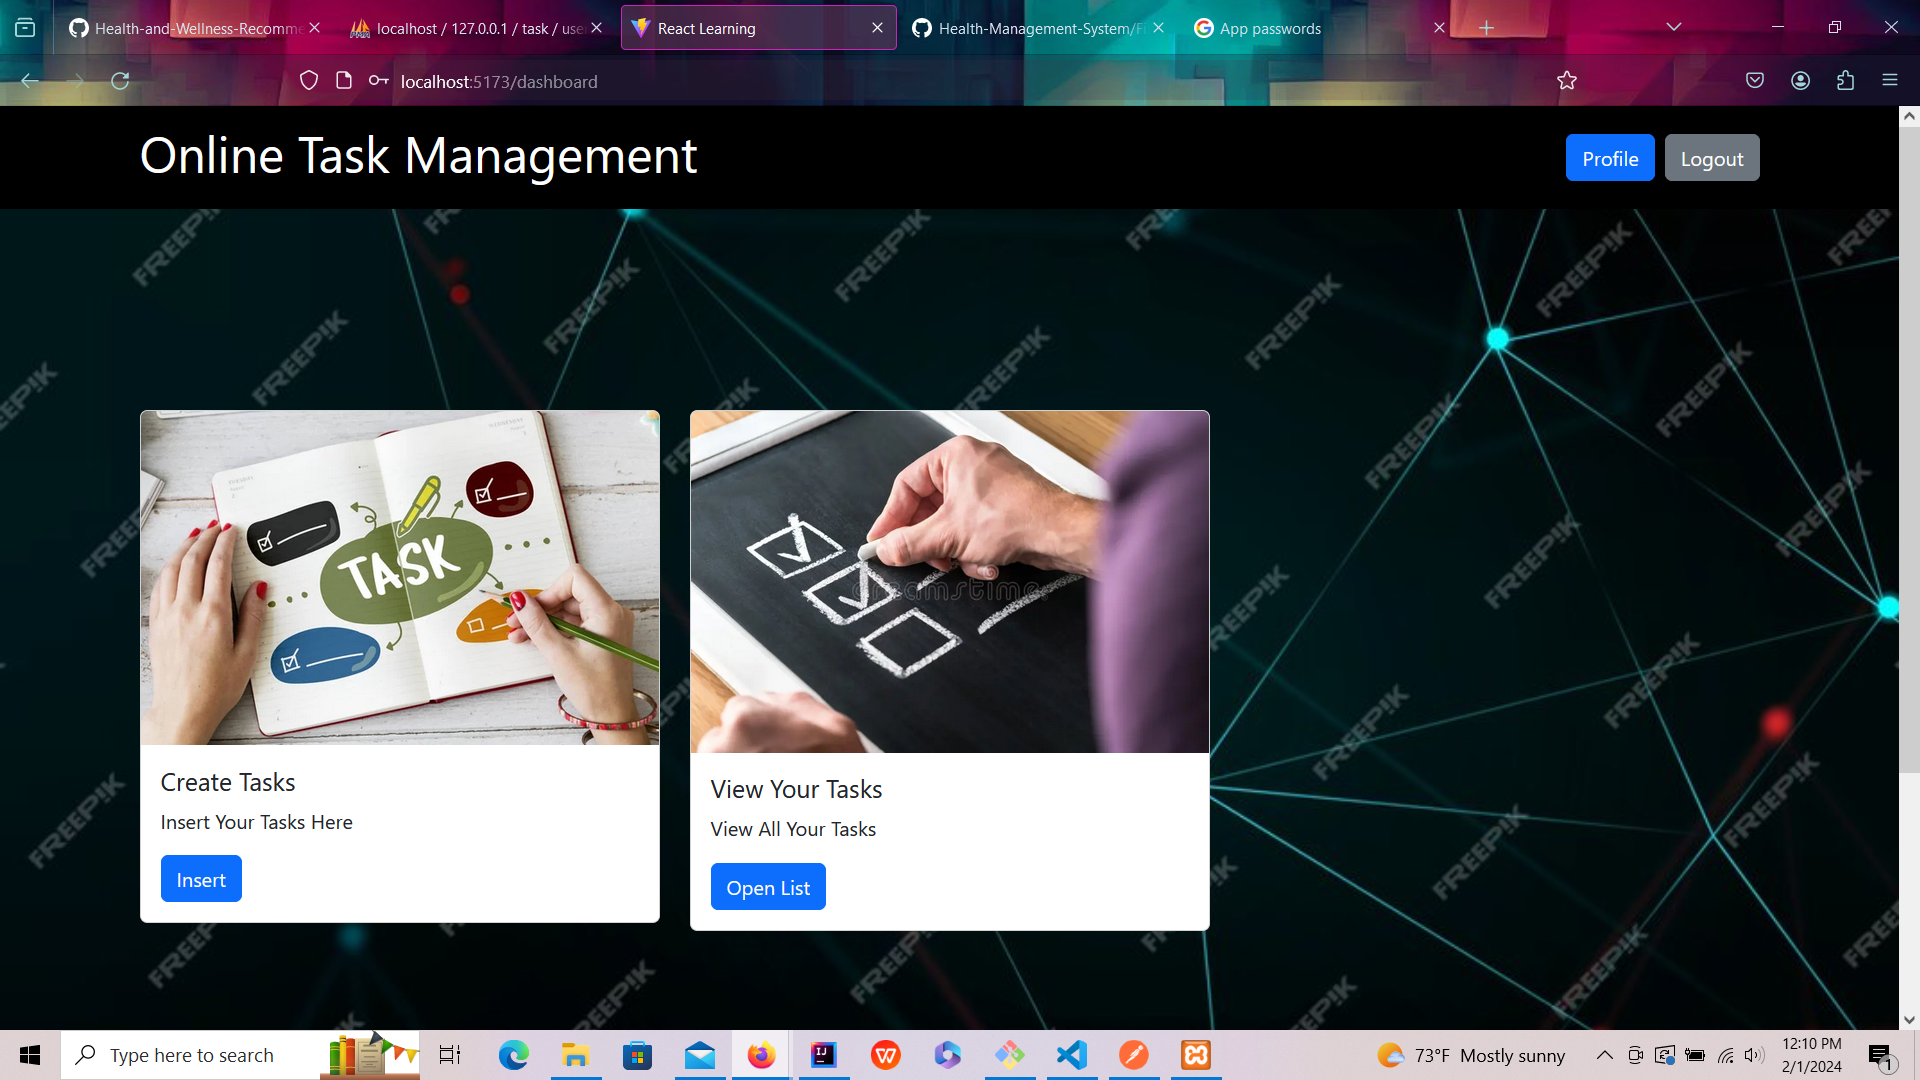 Health-and-Wellness-Recomme
localhost / 127.0.0.1 / task / use
React Learning
Health-Management-System/F
App passwords
localhost:5173/dashboard
Online Task Management
Profile
Logout
FREEPIK
TASK
dreamstime
Create Tasks
Insert Your Tasks Here
Insert
View Your Tasks
View All Your Tasks
Open List
Type here to search
73°F Mostly sunny
12:10 PM
2/1/2024
1